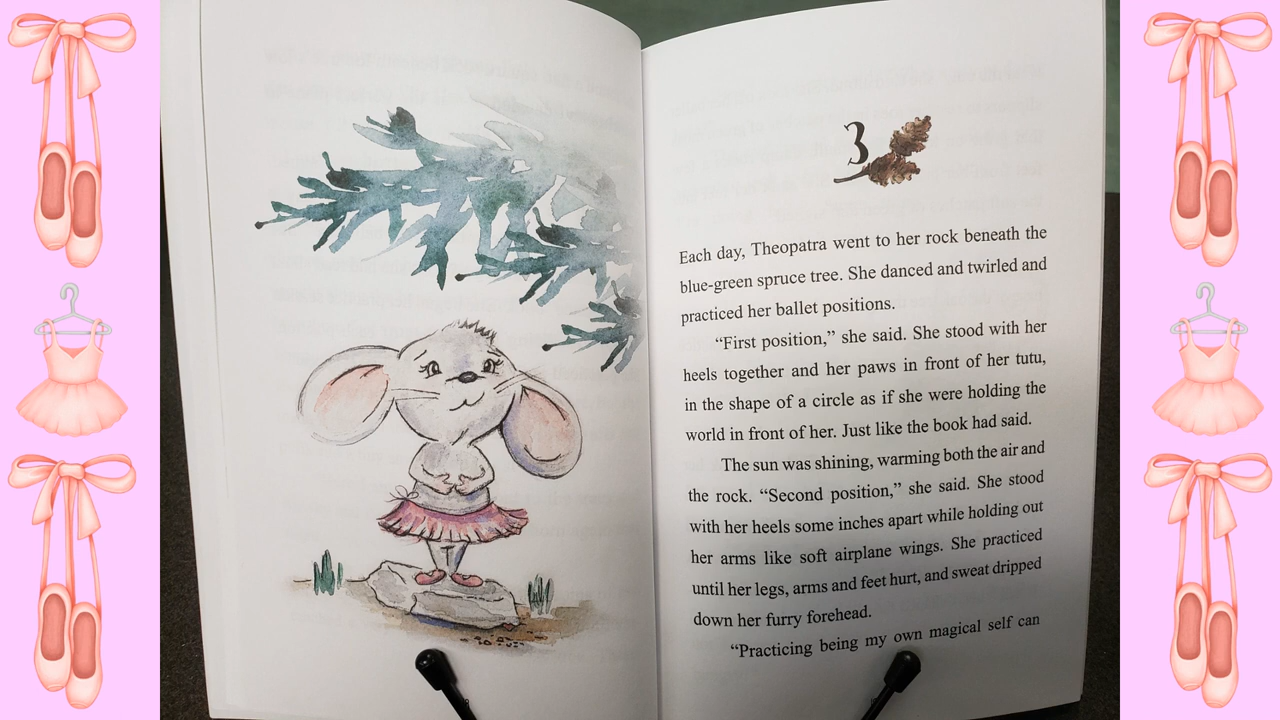 3
Each day, Theopatra went to her rock beneath the
blue-green spruce tree. She danced and twirled and
practiced her ballet positions.
“First position,” she said. She stood with her
heels together and her paws in front of her tutu,
in the shape of a circle as if she were holding the
world in front of her. Just like the book had said.
The sun was shining, warming both the air and
the rock. “Second position,” she said. She stood
with her heels some inches apart while holding out
her arms like soft airplane wings. She practiced
until her legs, arms and feet hurt, and sweat dripped
down her furry forehead.
“Practicing being my own magical self can